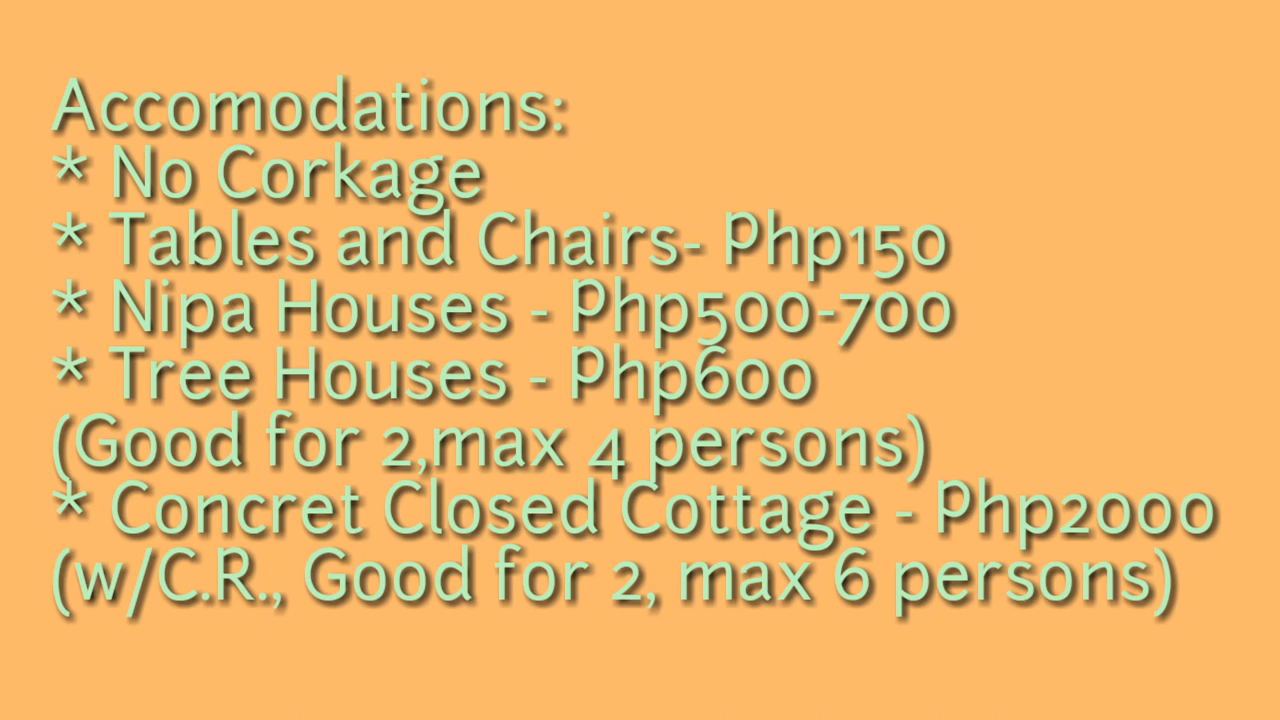 Accomodations:
* No Corkage
* Tables and Chairs- Php150
* Nipa Houses - Php500-700
* Tree Houses - Php600
(Good for 2,max 4 persons)
* Concret Closed Cottage - Php2000
(w/C.R., Good for 2, max 6 persons)